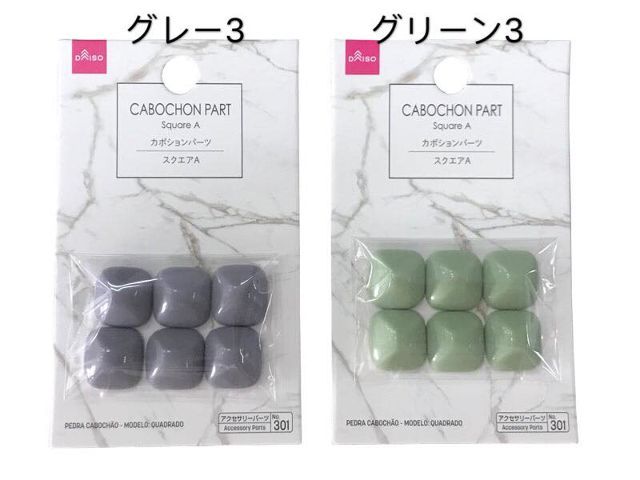 グレー3
DAISO
CABOCHON PART
Square A
カボションパーツ
スクエアA
PEDRA CABOCHÃO - MODELO: QUADRADO
アクセサリーパーツ
Accessory Parts
No.
301
グリーン3
DAISO
CABOCHON PART
Square A
カボションパーツ
スクエアA
PEDRA CABOCHÃO - MODELO: QUADRADO
アクセサリーパーツ
Accessory Parts
No.
301